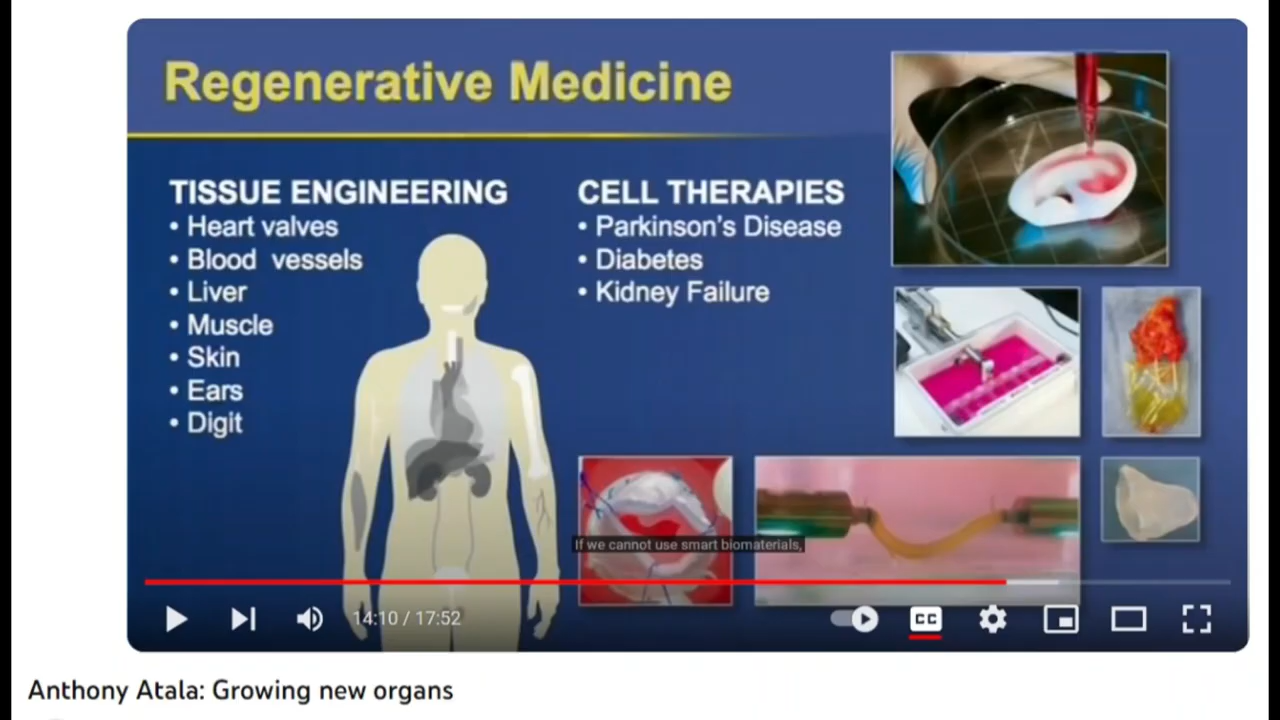 Regenerative Medicine
TISSUE ENGINEERING
• Heart valves
• Blood vessels
• Liver
• Muscle
• Skin
• Ears
• Digit
CELL THERAPIES
• Parkinson's Disease
• Diabetes
• Kidney Failure
If we cannot use smart biomaterials,
14:10 / 17:52
CC
Anthony Atala: Growing new organs